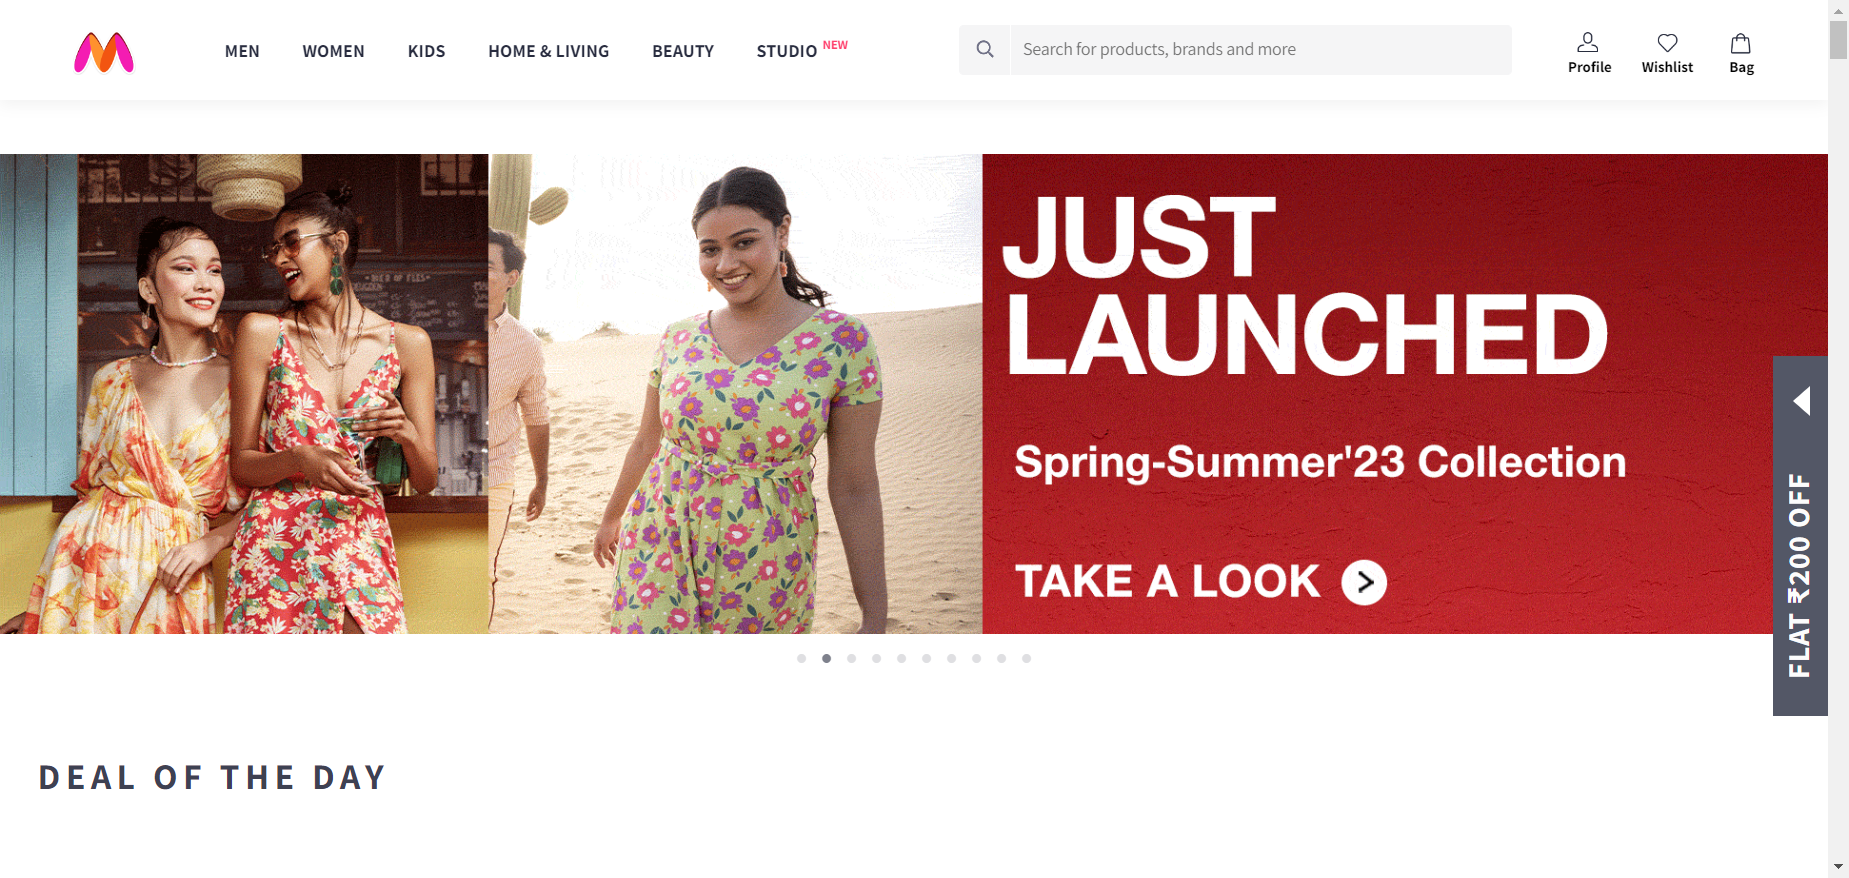 MEN
WOMEN
KIDS
HOME & LIVING
BEAUTY
STUDIO NEW
Search for products, brands and more
Profile
Wishlist
Bag
JUST
LAUNCHED
Spring-Summer'23 Collection
TAKE A LOOK
FLAT ₹200 OFF
DEAL OF THE DAY